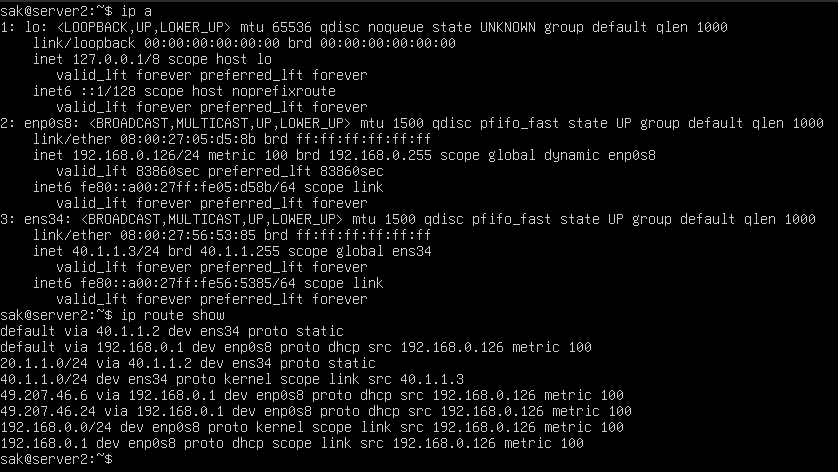 sak@server2:~$ ip a
1: lo: <LOOPBACK,UP,LOWER_UP> mtu 65536 qdisc noqueue state UNKNOWN group default qlen 1000
    link/loopback 00:00:00:00:00:00 brd 00:00:00:00:00:00
    inet 127.0.0.1/8 scope host lo
       valid_lft forever preferred_lft forever
    inet6 ::1/128 scope host noprefixroute
       valid_lft forever preferred_lft forever
2: enp0s8: <BROADCAST,MULTICAST,UP,LOWER_UP> mtu 1500 qdisc pfifo_fast state UP group default qlen 1000
    link/ether 08:00:27:05:d5:8b brd ff:ff:ff:ff:ff:ff
    inet 192.168.0.126/24 metric 100 brd 192.168.0.255 scope global dynamic enp0s8
       valid_lft 83860sec preferred_lft 83860sec
    inet6 fe80::a00:27ff:fe05:d58b/64 scope link
       valid_lft forever preferred_lft forever
3: ens34: <BROADCAST,MULTICAST,UP,LOWER_UP> mtu 1500 qdisc pfifo_fast state UP group default qlen 1000
    link/ether 08:00:27:56:53:85 brd ff:ff:ff:ff:ff:ff
    inet 40.1.1.3/24 brd 40.1.1.255 scope global ens34
       valid_lft forever preferred_lft forever
    inet6 fe80::a00:27ff:fe56:5385/64 scope link
       valid_lft forever preferred_lft forever
sak@server2:~$ ip route show
default via 40.1.1.2 dev ens34 proto static
default via 192.168.0.1 dev enp0s8 proto dhcp src 192.168.0.126 metric 100
20.1.1.0/24 via 40.1.1.2 dev ens34 proto static
40.1.1.0/24 dev ens34 proto kernel scope link src 40.1.1.3
49.207.46.6 via 192.168.0.1 dev enp0s8 proto dhcp src 192.168.0.126 metric 100
49.207.46.24 via 192.168.0.1 dev enp0s8 proto dhcp src 192.168.0.126 metric 100
192.168.0.0/24 dev enp0s8 proto kernel scope link src 192.168.0.126 metric 100
192.168.0.1 dev enp0s8 proto dhcp scope link src 192.168.0.126 metric 100
sak@server2:~$